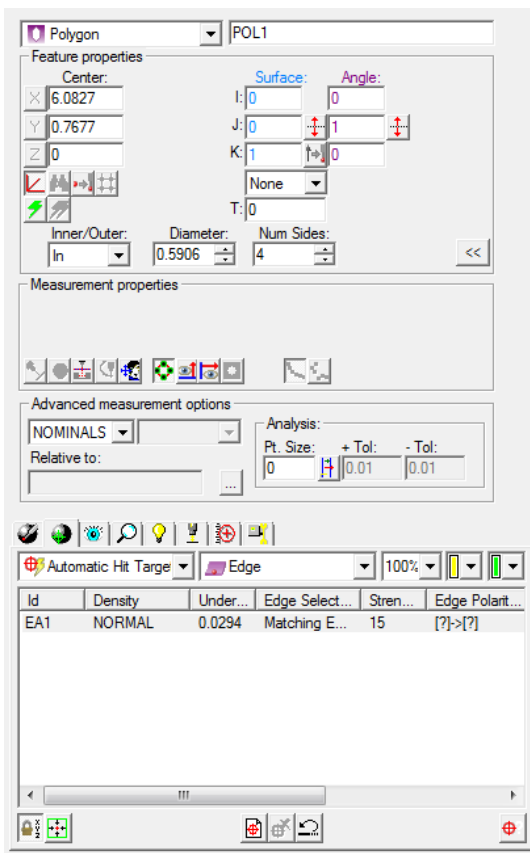 Polygon POL1
Feature properties
Center: Surface: Angle:
X 6.0827 I: 0 0
Y 0.7677 J: 0 1
Z 0 K: 1 0
None
T: 0
Inner/Outer: Diameter: Num Sides:
In 0.5906 4 <<
Measurement properties
Advanced measurement options
NOMINALS Analysis:
Relative to: Pt. Size: + Tol: - Tol:
0 0.01 0.01
...
Automatic Hit Targe Edge 100%
Id Density Under... Edge Select... Stren... Edge Polarit...
EA1 NORMAL 0.0294 Matching E... 15 [?]->[?]
XYZ